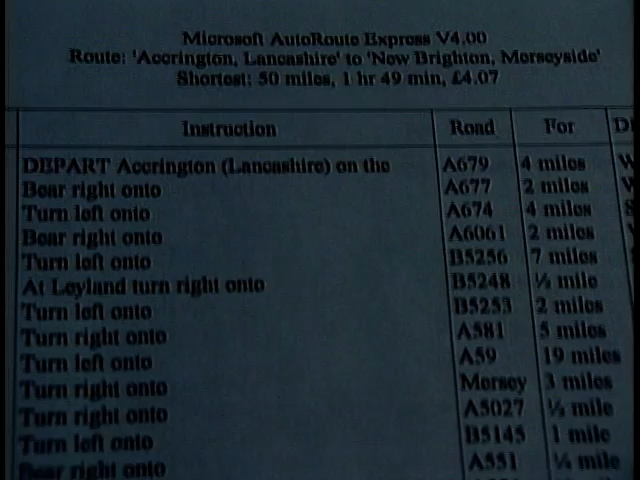 Microsoft AutoRoute Express V4.00
Route: 'Accrington, Lancashire' to 'New Brighton, Merseyside'
Shortest: 50 miles, 1 hr 49 min, £4.07
Instruction Road For
DEPART Accrington (Lancashire) on the A679 4 miles
Bear right onto A677 2 miles
Turn left onto A674 4 miles
Bear right onto A6061 2 miles
Turn left onto B5256 7 miles
At Leyland turn right onto B5248 ½ mile
Turn left onto B5253 2 miles
Turn right onto A581 5 miles
Turn left onto A59 19 miles
Turn right onto Mersey 3 miles
Turn right onto A5027 ½ mile
Turn left onto B5145 1 mile
Bear right onto A551 ¼ mile